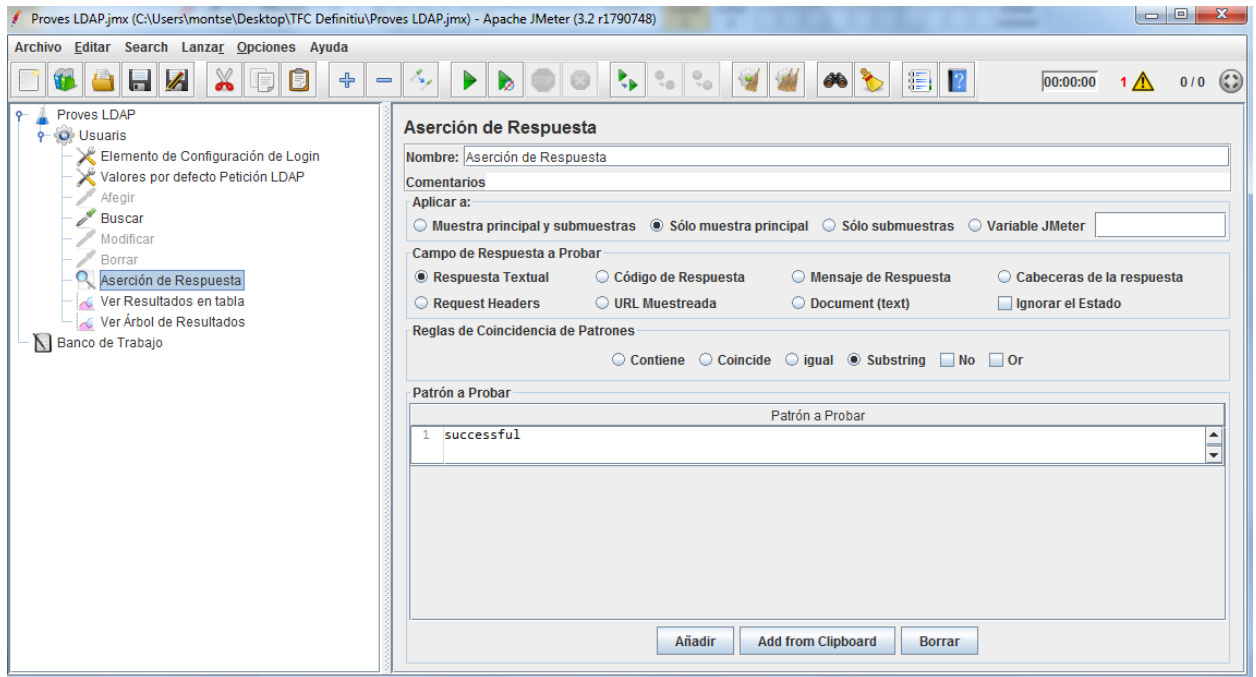 Proves LDAP.jmx (C:\Users\montse\Desktop\TFC Definitiu\Proves LDAP.jmx) - Apache JMeter (3.2 r1790748)
Archivo Editar Search Lanzar Opciones Ayuda
STOP 00:00:00 1 0 / 0
Proves LDAP
Usuaris
Elemento de Configuración de Login
Valores por defecto Petición LDAP
Afegir
Buscar
Modificar
Borrar
Aserción de Respuesta
Ver Resultados en tabla
Ver Árbol de Resultados
Banco de Trabajo
Aserción de Respuesta
Nombre: Aserción de Respuesta
Comentarios
Aplicar a:
Muestra principal y submuestras Sólo muestra principal Sólo submuestras Variable JMeter
Campo de Respuesta a Probar
Respuesta Textual Código de Respuesta Mensaje de Respuesta Cabeceras de la respuesta
Request Headers URL Muestreada Document (text) Ignorar el Estado
Reglas de Coincidencia de Patrones
Contiene Coincide igual Substring No Or
Patrón a Probar
Patrón a Probar
1 successful
Añadir Add from Clipboard Borrar